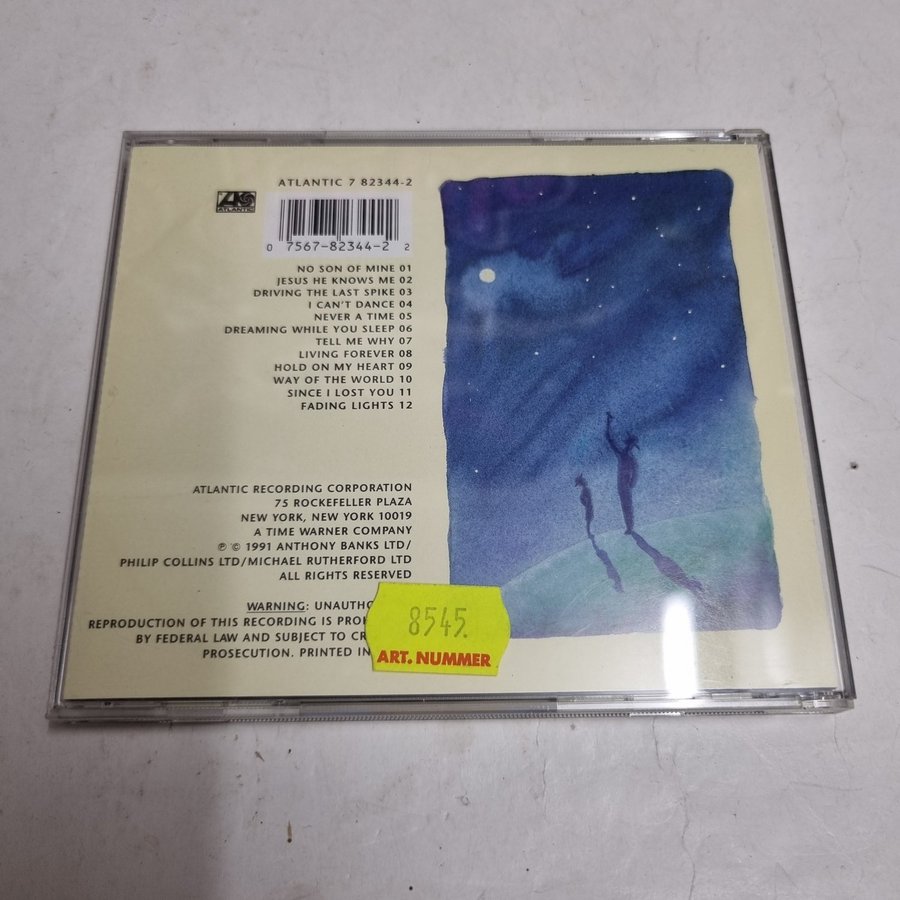 ATLANTIC 7 82344-2
ATLANTIC
0 7567-82344-2 2
NO SON OF MINE 01
JESUS HE KNOWS ME 02
DRIVING THE LAST SPIKE 03
I CAN'T DANCE 04
NEVER A TIME 05
DREAMING WHILE YOU SLEEP 06
TELL ME WHY 07
LIVING FOREVER 08
HOLD ON MY HEART 09
WAY OF THE WORLD 10
SINCE I LOST YOU 11
FADING LIGHTS 12
ATLANTIC RECORDING CORPORATION
75 ROCKEFELLER PLAZA
NEW YORK, NEW YORK 10019
A TIME WARNER COMPANY
℗ © 1991 ANTHONY BANKS LTD/
PHILIP COLLINS LTD/MICHAEL RUTHERFORD LTD
ALL RIGHTS RESERVED
WARNING: UNAUTHO
REPRODUCTION OF THIS RECORDING IS PROH
BY FEDERAL LAW AND SUBJECT TO CR
PROSECUTION. PRINTED IN
8545.
ART. NUMMER